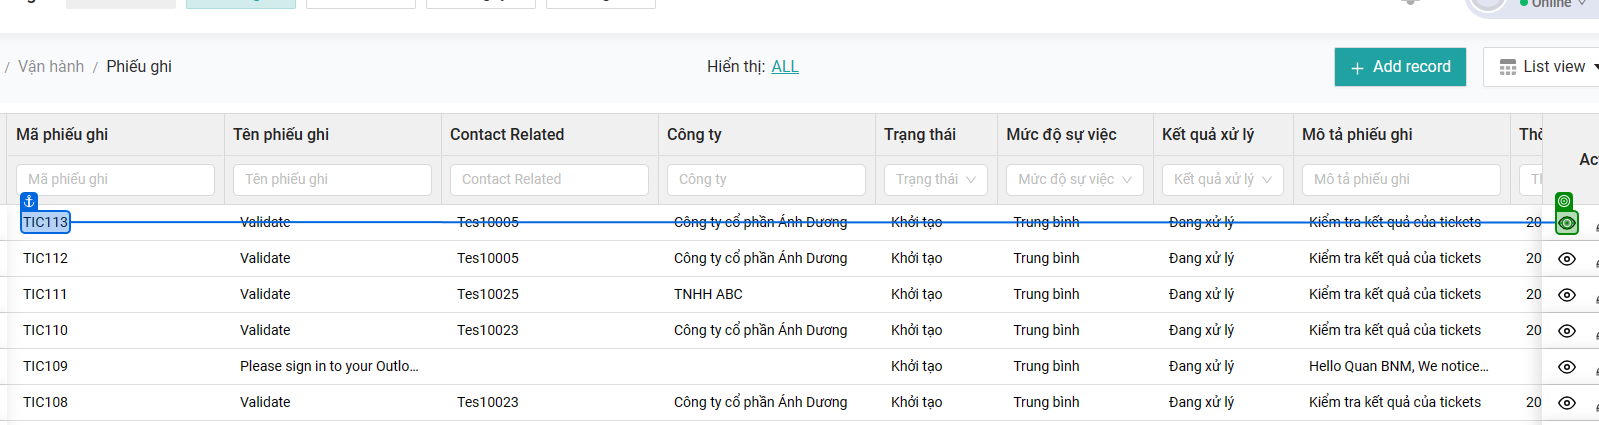 Online
/ Vận hành / Phiếu ghi
Hiển thị: ALL
+ Add record
List view
Mã phiếu ghi Tên phiếu ghi Contact Related Công ty Trạng thái Mức độ sự việc Kết quả xử lý Mô tả phiếu ghi
Mã phiếu ghi Tên phiếu ghi Contact Related Công ty Trạng thái Mức độ sự việc Kết quả xử lý Mô tả phiếu ghi
TIC113 Validate Tes10005 Công ty cổ phần Ánh Dương Khởi tạo Trung bình Đang xử lý Kiểm tra kết quả của tickets 20
TIC112 Validate Tes10005 Công ty cổ phần Ánh Dương Khởi tạo Trung bình Đang xử lý Kiểm tra kết quả của tickets 20
TIC111 Validate Tes10025 TNHH ABC Khởi tạo Trung bình Đang xử lý Kiểm tra kết quả của tickets 20
TIC110 Validate Tes10023 Công ty cổ phần Ánh Dương Khởi tạo Trung bình Đang xử lý Kiểm tra kết quả của tickets 20
TIC109 Please sign in to your Outlo... Khởi tạo Trung bình Đang xử lý Hello Quan BNM, We notice...
TIC108 Validate Tes10023 Công ty cổ phần Ánh Dương Khởi tạo Trung bình Đang xử lý Kiểm tra kết quả của tickets 20